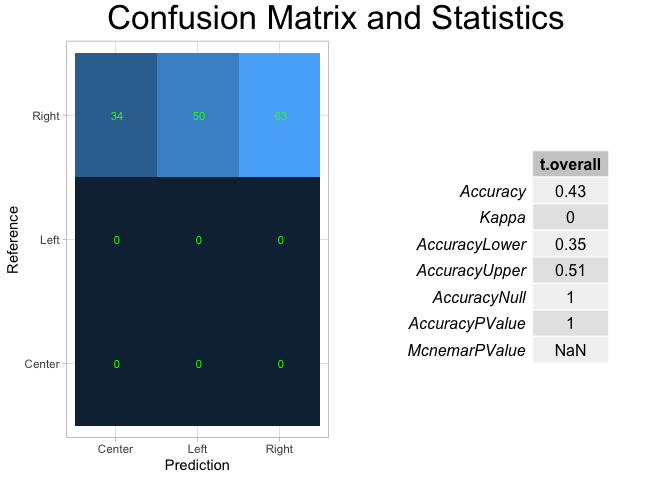 Confusion Matrix and Statistics
Reference
Right
34 50 63
Left
0 0 0
Center
0 0 0
Center Left Right
Prediction
t.overall
Accuracy 0.43
Kappa 0
AccuracyLower 0.35
AccuracyUpper 0.51
AccuracyNull 1
AccuracyPValue 1
McnemarPValue NaN